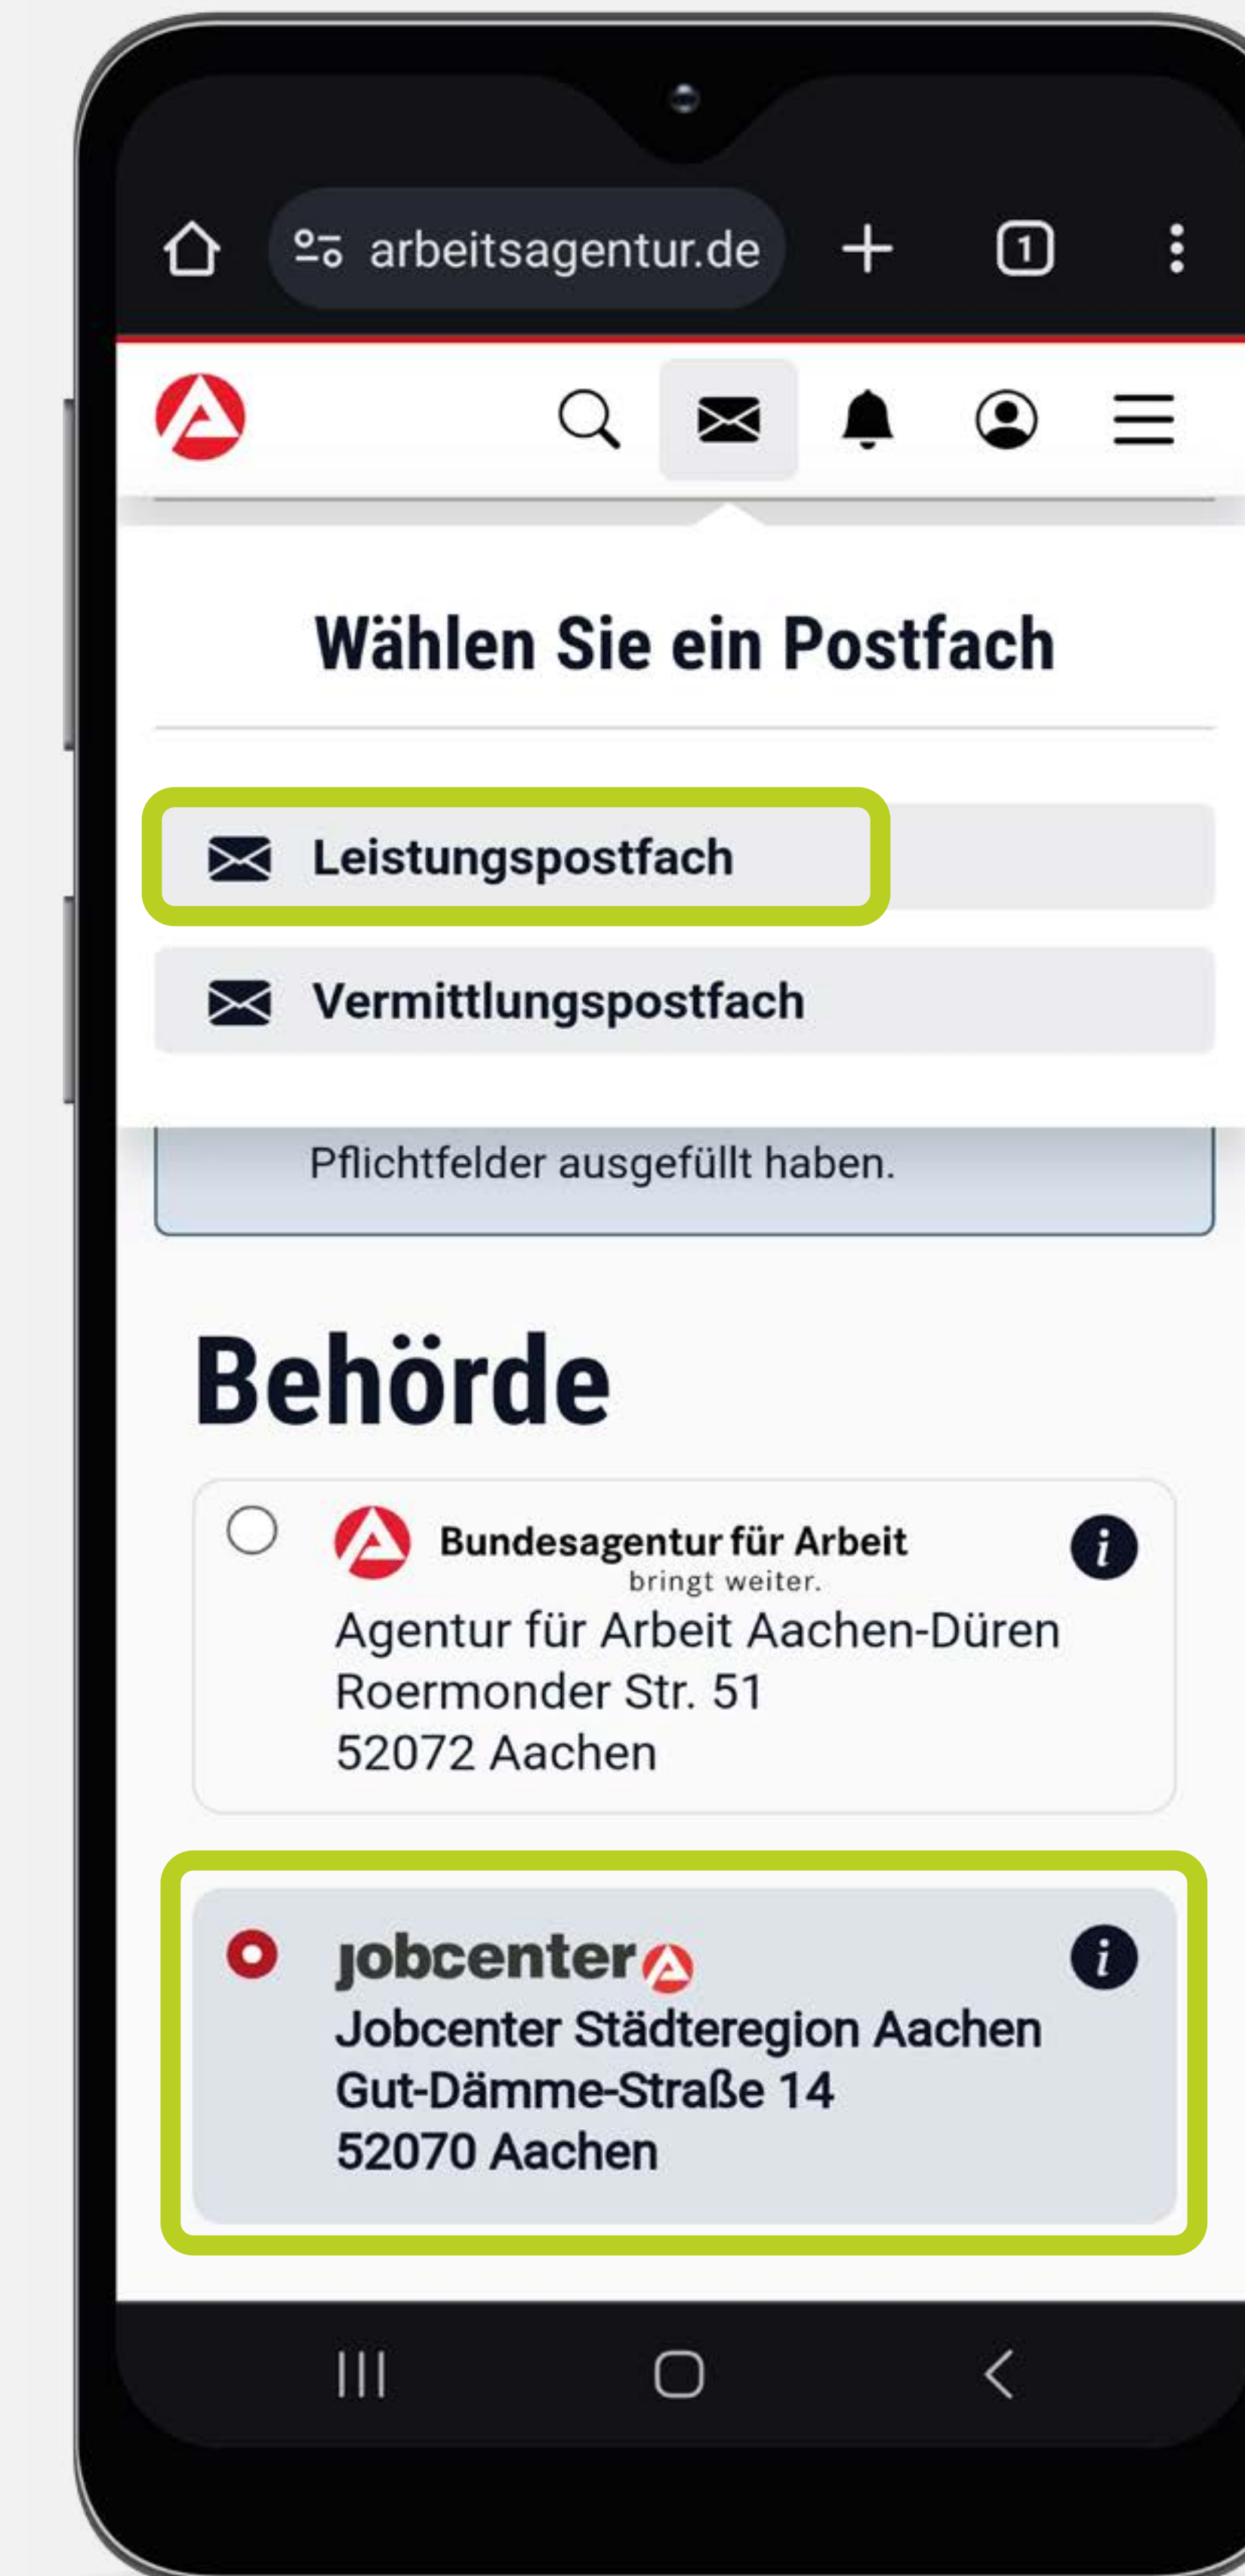 arbeitsagentur.de
1
Wählen Sie ein Postfach
Leistungspostfach
Vermittlungspostfach
Pflichtfelder ausgefüllt haben.
Behörde
Bundesagentur für Arbeit
bringt weiter.
i
Agentur für Arbeit Aachen-Düren
Roermonder Str. 51
52072 Aachen
jobcenter
i
Jobcenter Städteregion Aachen
Gut-Dämme-Straße 14
52070 Aachen